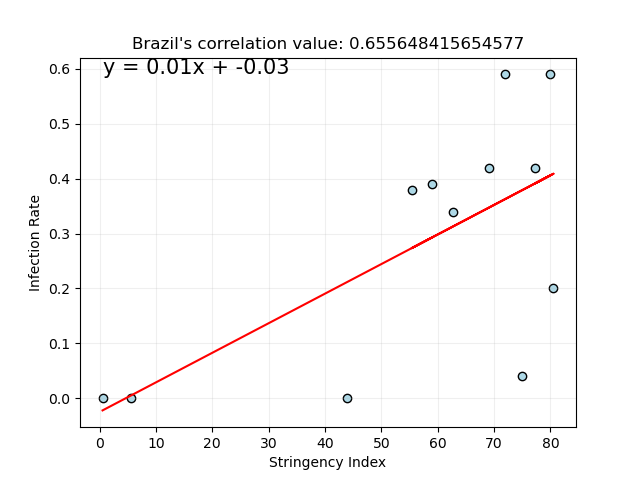 Brazil's correlation value: 0.655648415654577
y = 0.01x + -0.03
0.6
0.5
0.4
0.3
0.2
0.1
0.0
Infection Rate
0 10 20 30 40 50 60 70 80
Stringency Index